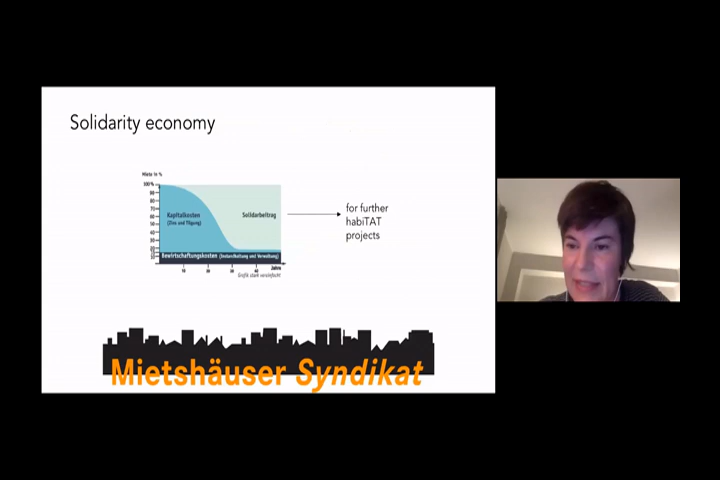 Solidarity economy
Miete in %
100%
90
80
70
60
50
40
30
20
10
Kapitalkosten
(Zins und Tilgung)
Solidarbeitrag
Bewirtschaftungskosten (Instandhaltung und Verwaltung)
10 20 30 40 Jahre
Grafik stark vereinfacht
for further
habiTAT
projects
Mietshäuser Syndikat